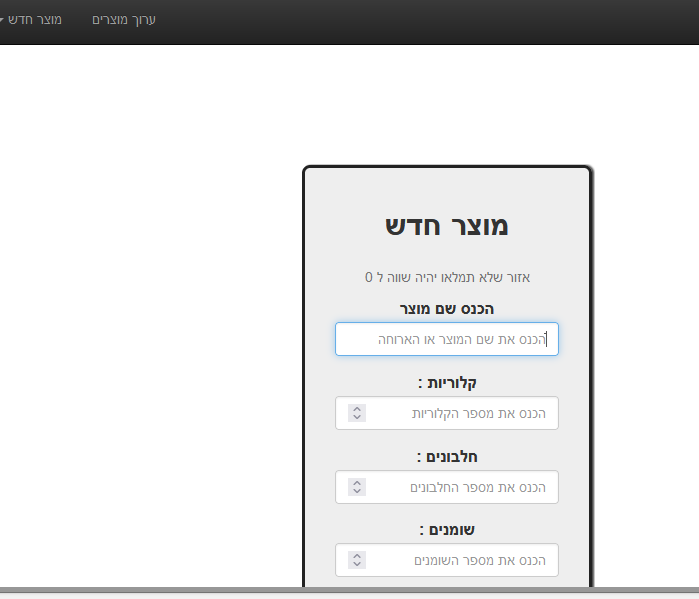 ערוך מוצרים
מוצר חדש
מוצר חדש
אזור שלא תמלאו יהיה שווה ל 0
הכנס שם מוצר
הכנס את שם המוצר או הארוחה
קלוריות :
הכנס את מספר הקלוריות
חלבונים :
הכנס את מספר החלבונים
שומנים :
הכנס את מספר השומנים